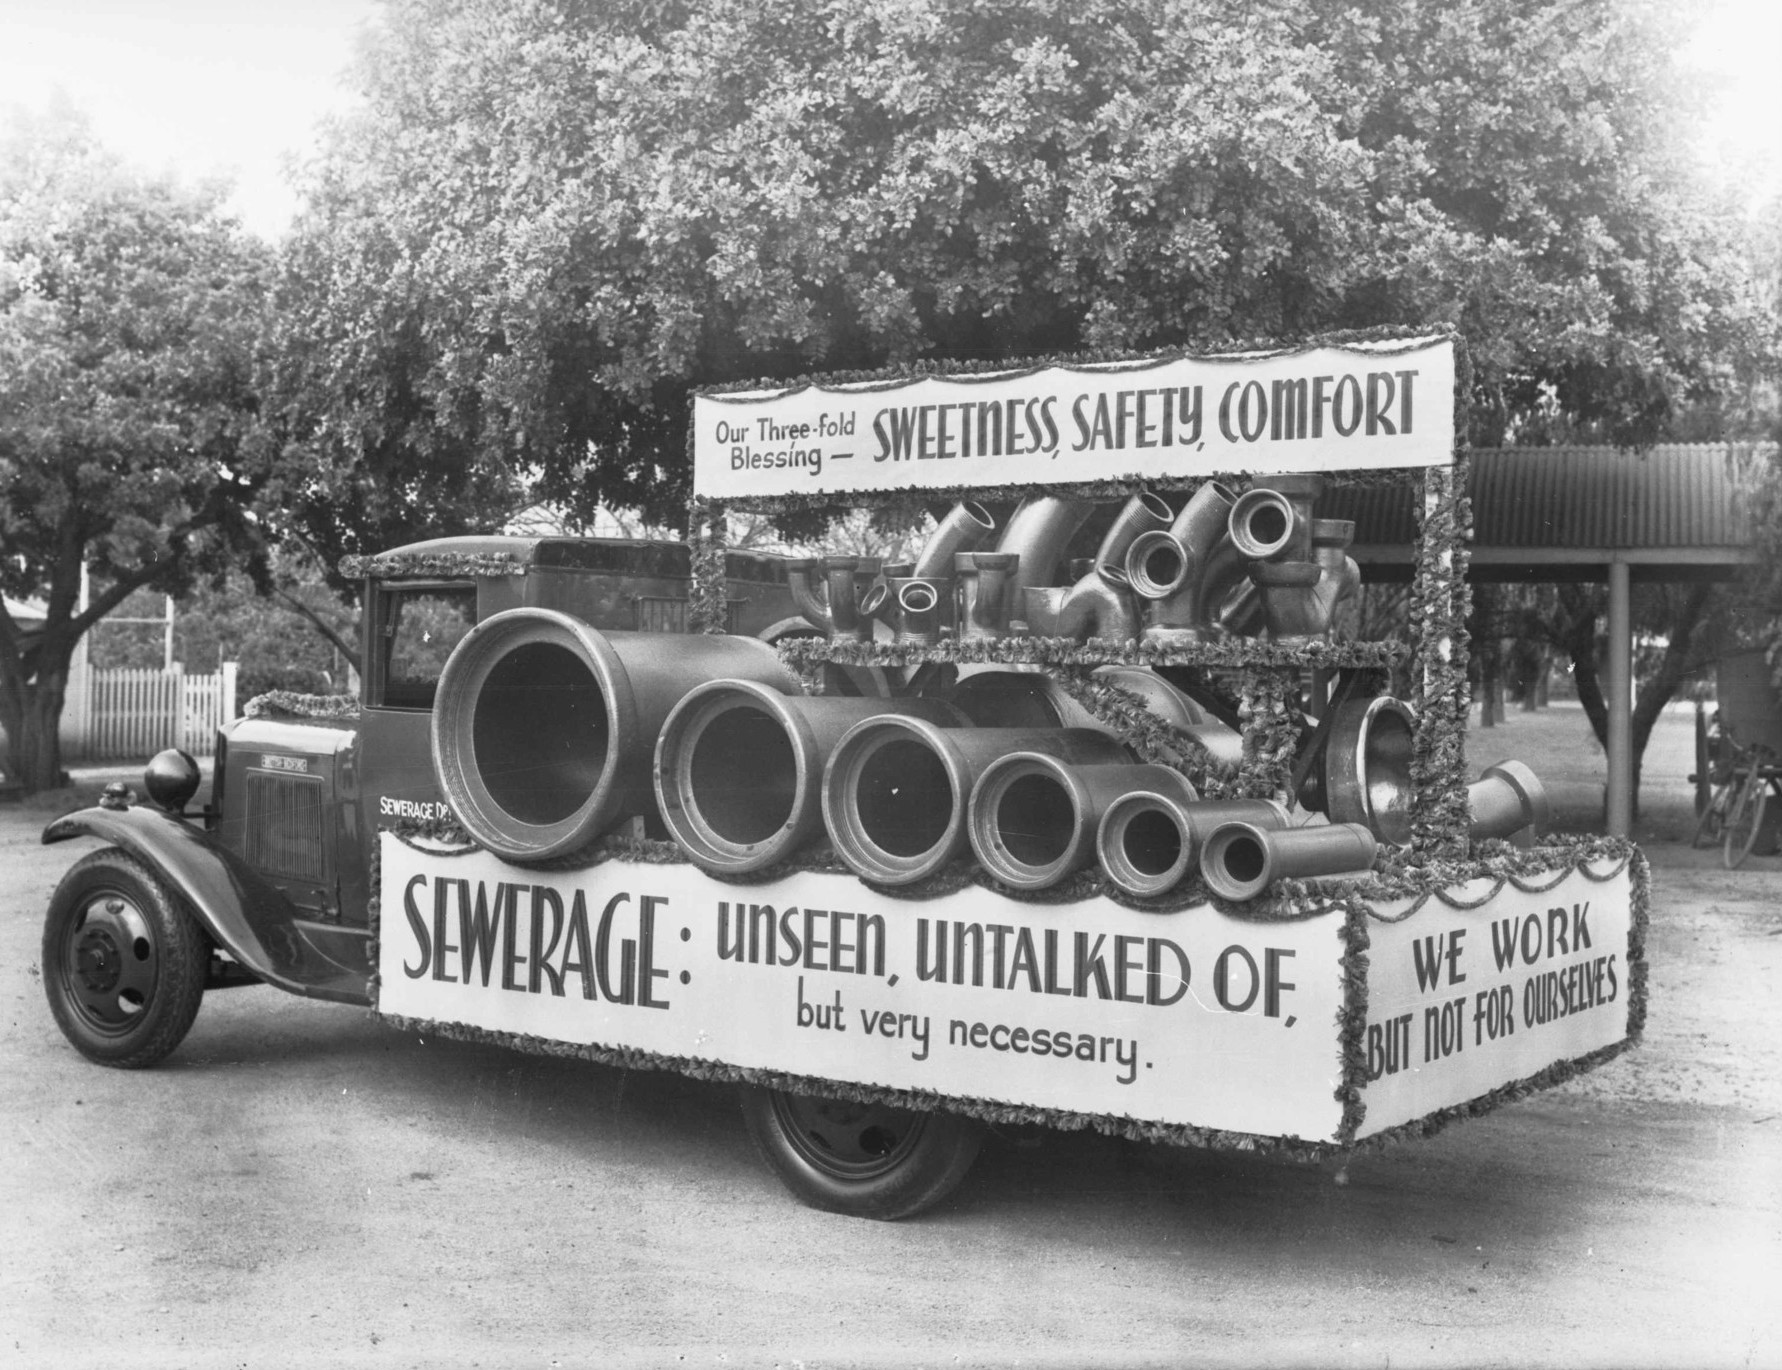 Our Three-fold
Blessing — SWEETNESS, SAFETY, COMFORT
SEWERAGE
SEWERAGE: UNSEEN, UNTALKED OF,
but very necessary.
WE WORK
BUT NOT FOR OURSELVES